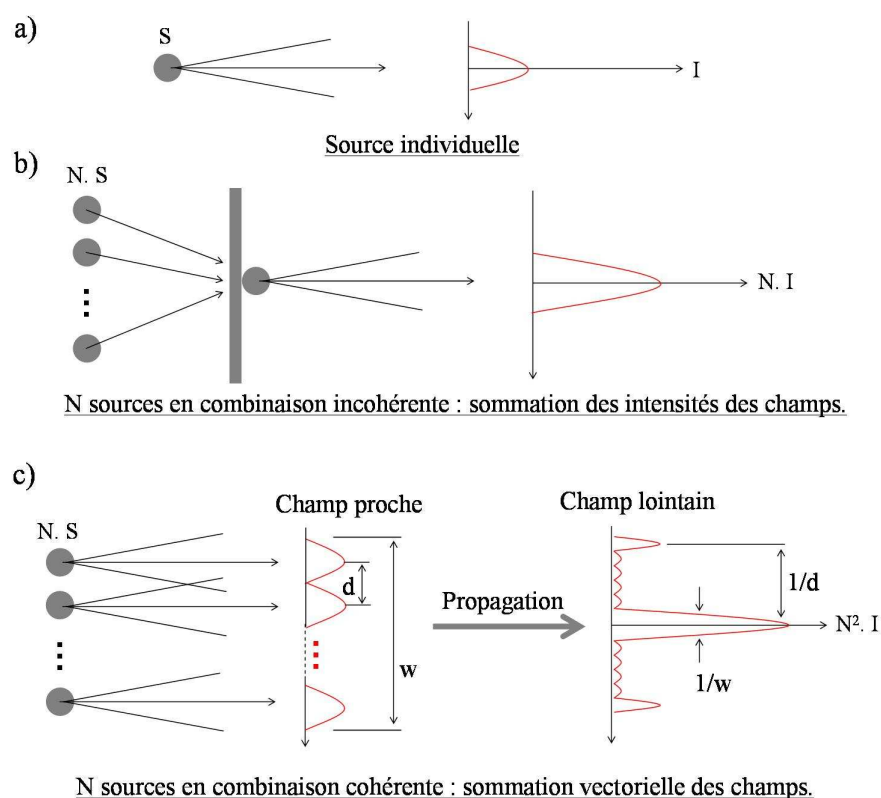 a)
S
I
Source individuelle
b)
N. S
N. I
N sources en combinaison incohérente : sommation des intensités des champs.
c)
Champ proche
Champ lointain
N. S
d
w
Propagation
1/d
N². I
1/w
N sources en combinaison cohérente : sommation vectorielle des champs.